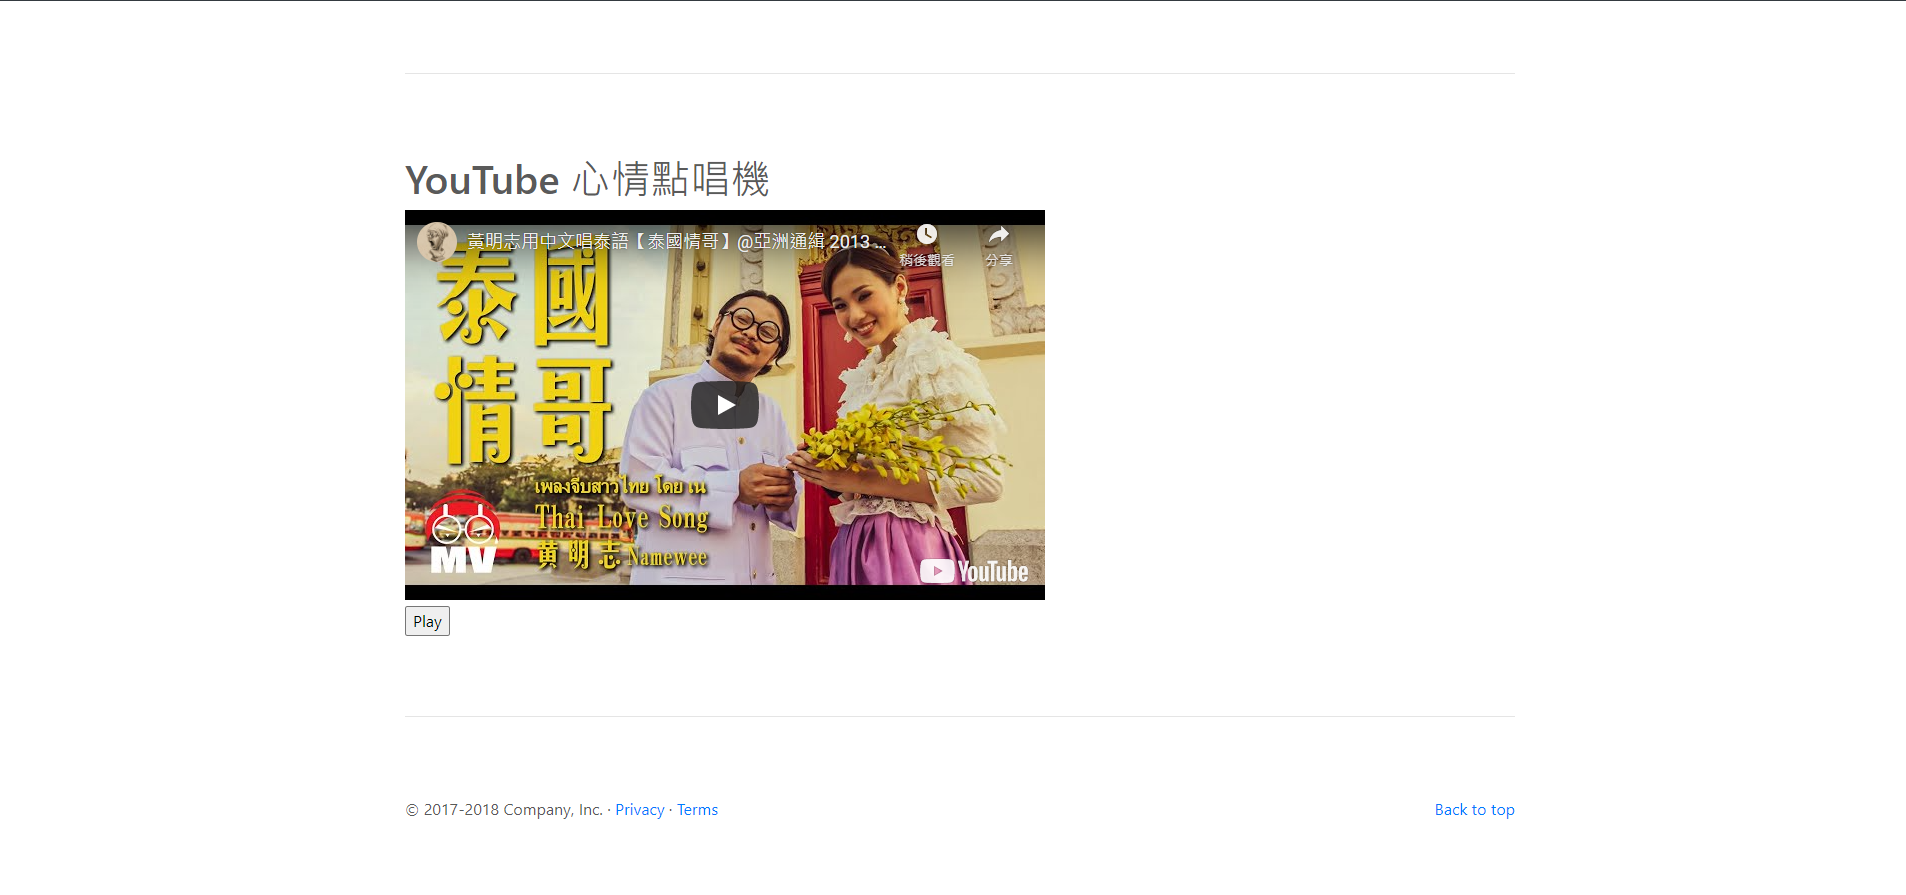 YouTube 心情點唱機
黃明志用中文唱泰語【泰國情哥】@亞洲通緝 2013 ...
稍後觀看
分享
泰國
情哥
เพลงจีบสาวไทย โดย เน
Thai Love Song
黃明志 Namewee
MV
YouTube
Play
© 2017-2018 Company, Inc. · Privacy · Terms
Back to top